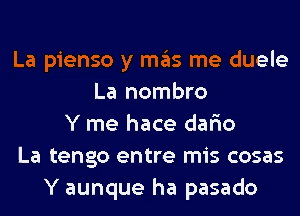 La pienso y más me duele
La nombro
Y me hace daño
La tengo entre mis cosas
Y aunque ha pasado